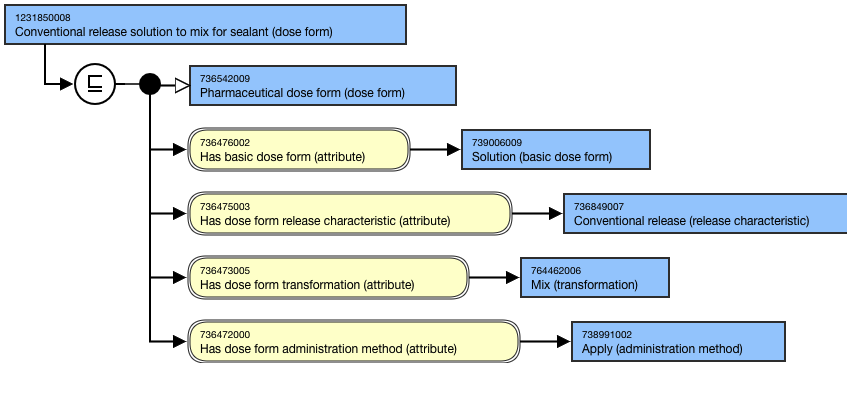 1231850008
Conventional release solution to mix for sealant (dose form)
736542009
Pharmaceutical dose form (dose form)
736476002
Has basic dose form (attribute)
739006009
Solution (basic dose form)
736475003
Has dose form release characteristic (attribute)
736849007
Conventional release (release characteristic)
736473005
Has dose form transformation (attribute)
764462006
Mix (transformation)
736472000
Has dose form administration method (attribute)
738991002
Apply (administration method)